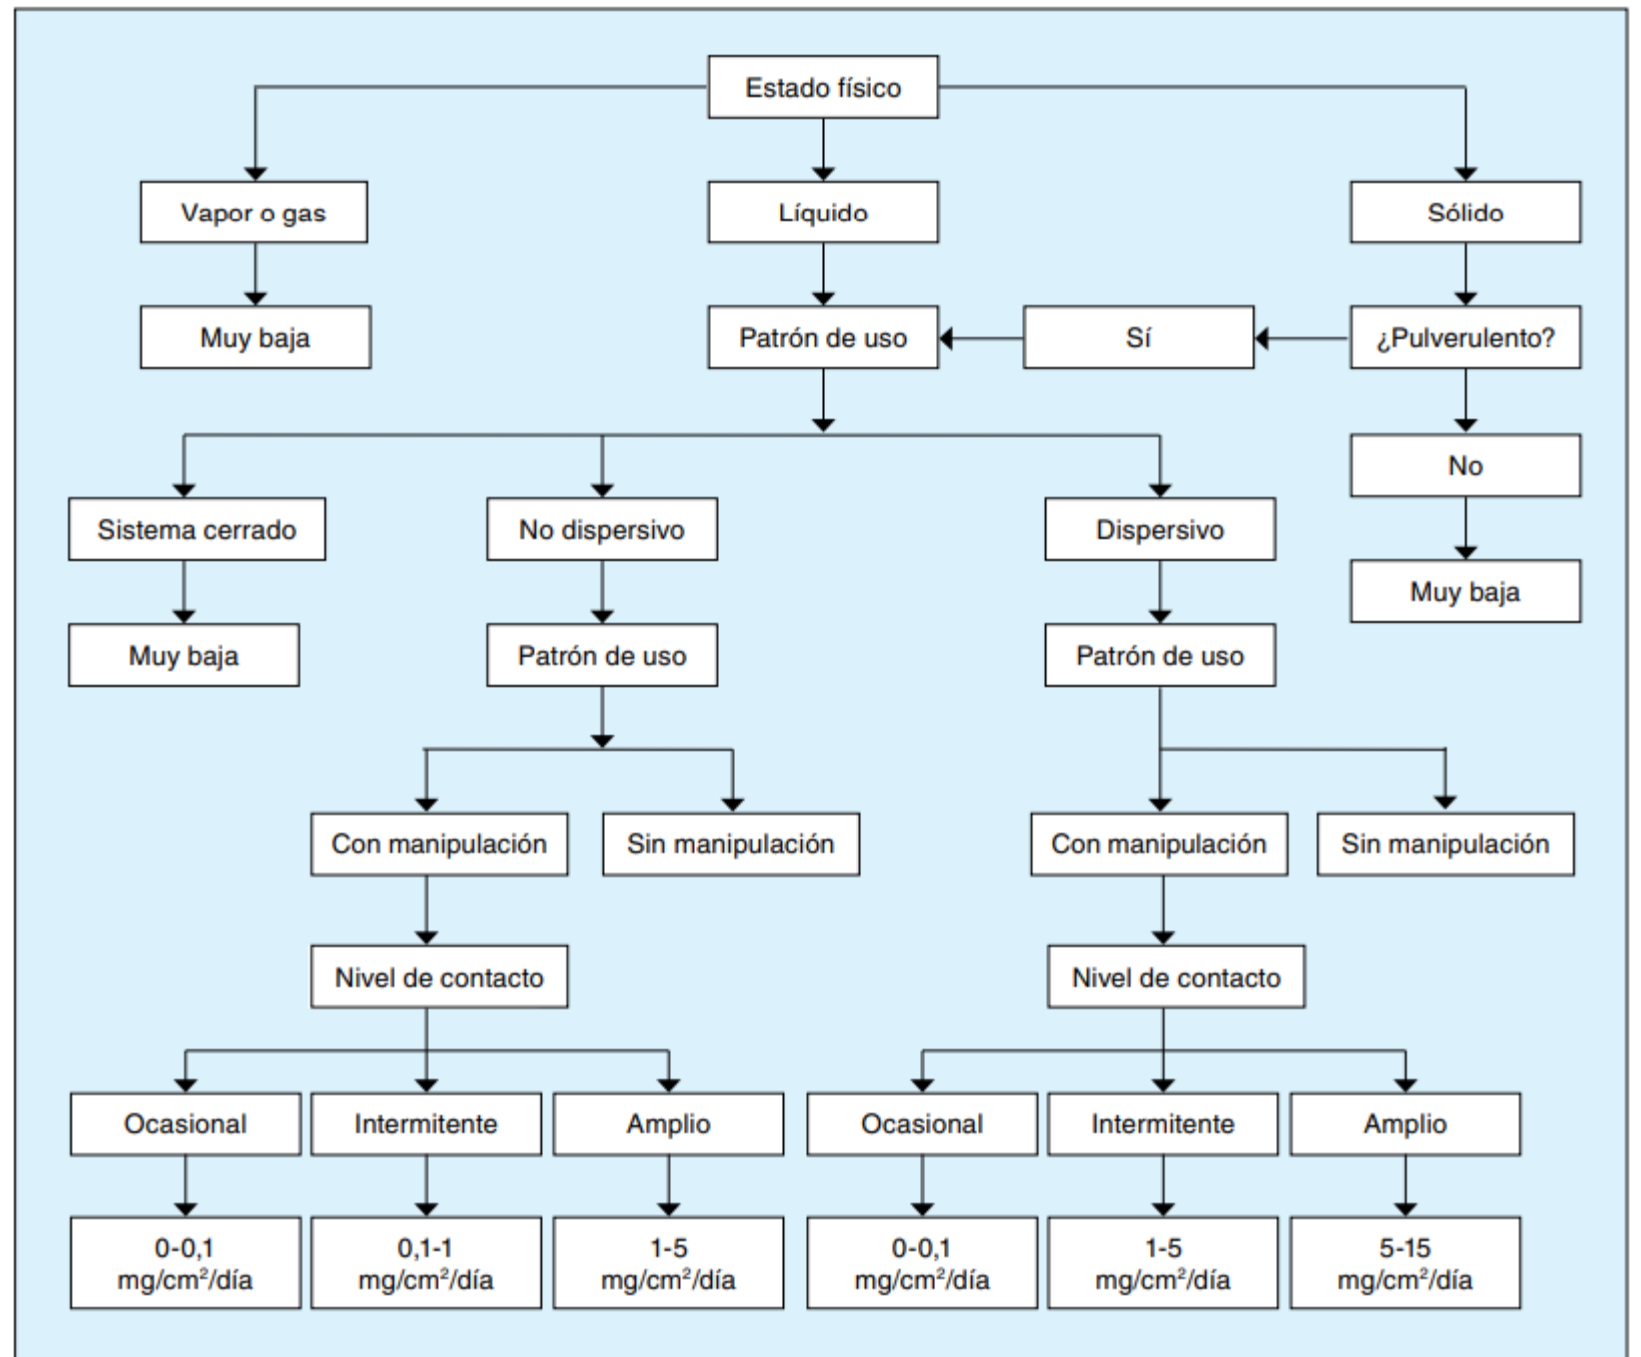 Estado físico
Vapor o gas
Líquido
Sólido
Muy baja
Patrón de uso
Sí
¿Pulverulento?
No
Sistema cerrado
No dispersivo
Dispersivo
Muy baja
Muy baja
Patrón de uso
Patrón de uso
Con manipulación
Sin manipulación
Con manipulación
Sin manipulación
Nivel de contacto
Nivel de contacto
Ocasional
Intermitente
Amplio
Ocasional
Intermitente
Amplio
0-0,1
mg/cm²/día
0,1-1
mg/cm²/día
1-5
mg/cm²/día
0-0,1
mg/cm²/día
1-5
mg/cm²/día
5-15
mg/cm²/día